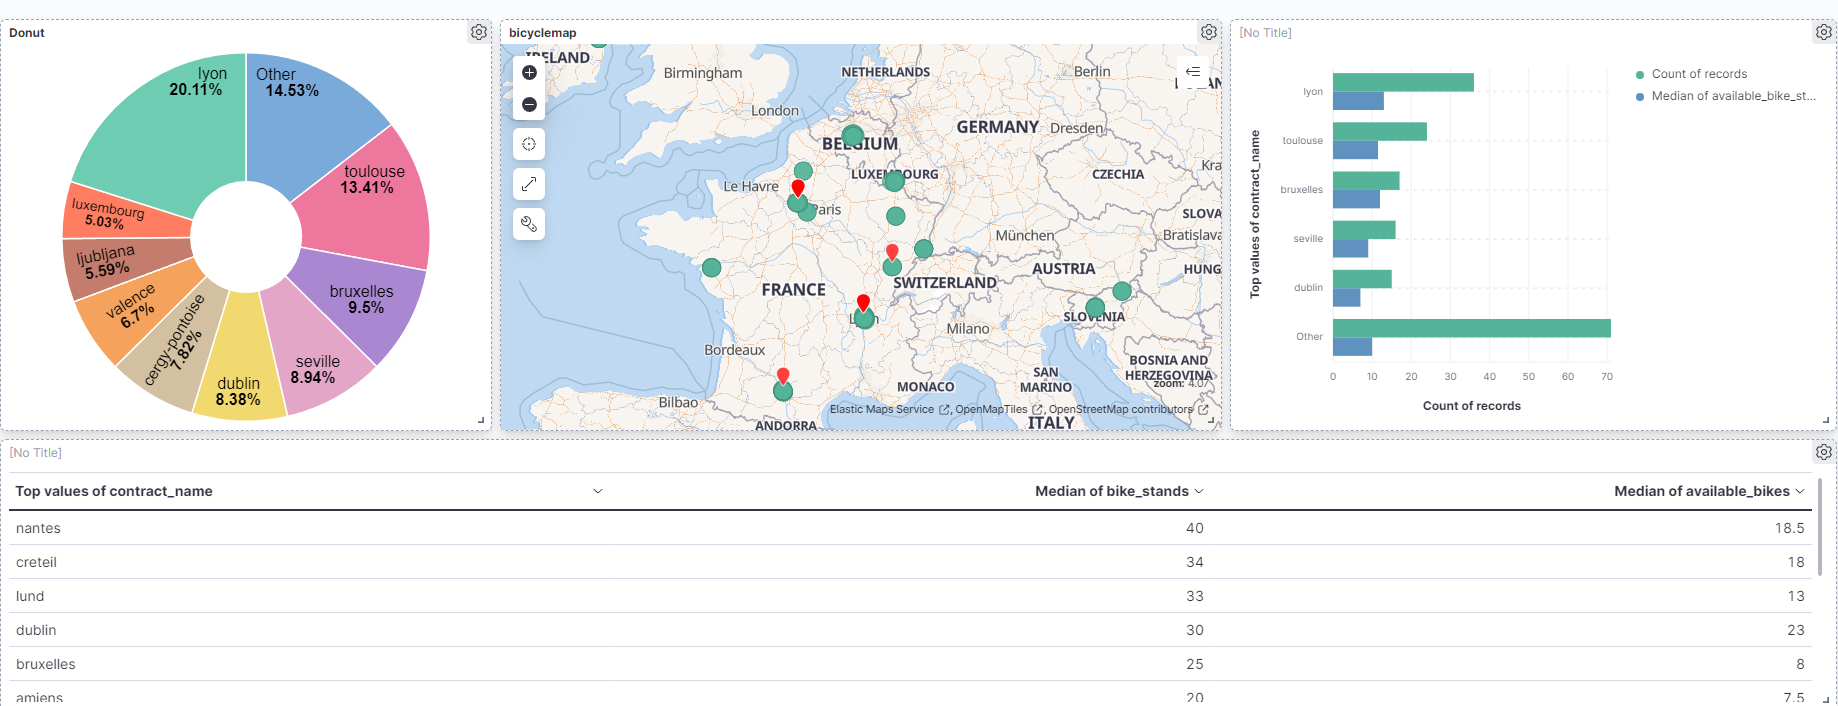 Donut
lyon
20.11%
Other
14.53%
toulouse
13.41%
bruxelles
9.5%
seville
8.94%
dublin
8.38%
cergy-pontoise
7.82%
valence
6.7%
ljubljana
5.59%
luxembourg
5.03%
bicyclemap
IRELAND
Birmingham
NETHERLANDS
Berlin
London
GERMANY
Dresden
BELGIUM
Kra
LUXEMBOURG
CZECHIA
Le Havre
Paris
SLOVA
München
Bratislava
AUSTRIA
HUNG
FRANCE
SWITZERLAND
SLOVENIA
Milano
Bordeaux
BOSNIA AND
HERZEGOVINA
SAN
MARINO
MONACO
zoom: 4.07
Bilbao
Elastic Maps Service , OpenMapTiles , OpenStreetMap contributors
ANDORRA
ITALY
[No Title]
Count of records
Median of available_bike_st...
Top values of contract_name
lyon
toulouse
bruxelles
seville
dublin
Other
0 10 20 30 40 50 60 70
Count of records
[No Title]
Top values of contract_name Median of bike_stands Median of available_bikes
nantes 40 18.5
creteil 34 18
lund 33 13
dublin 30 23
bruxelles 25 8
amiens 20 7.5